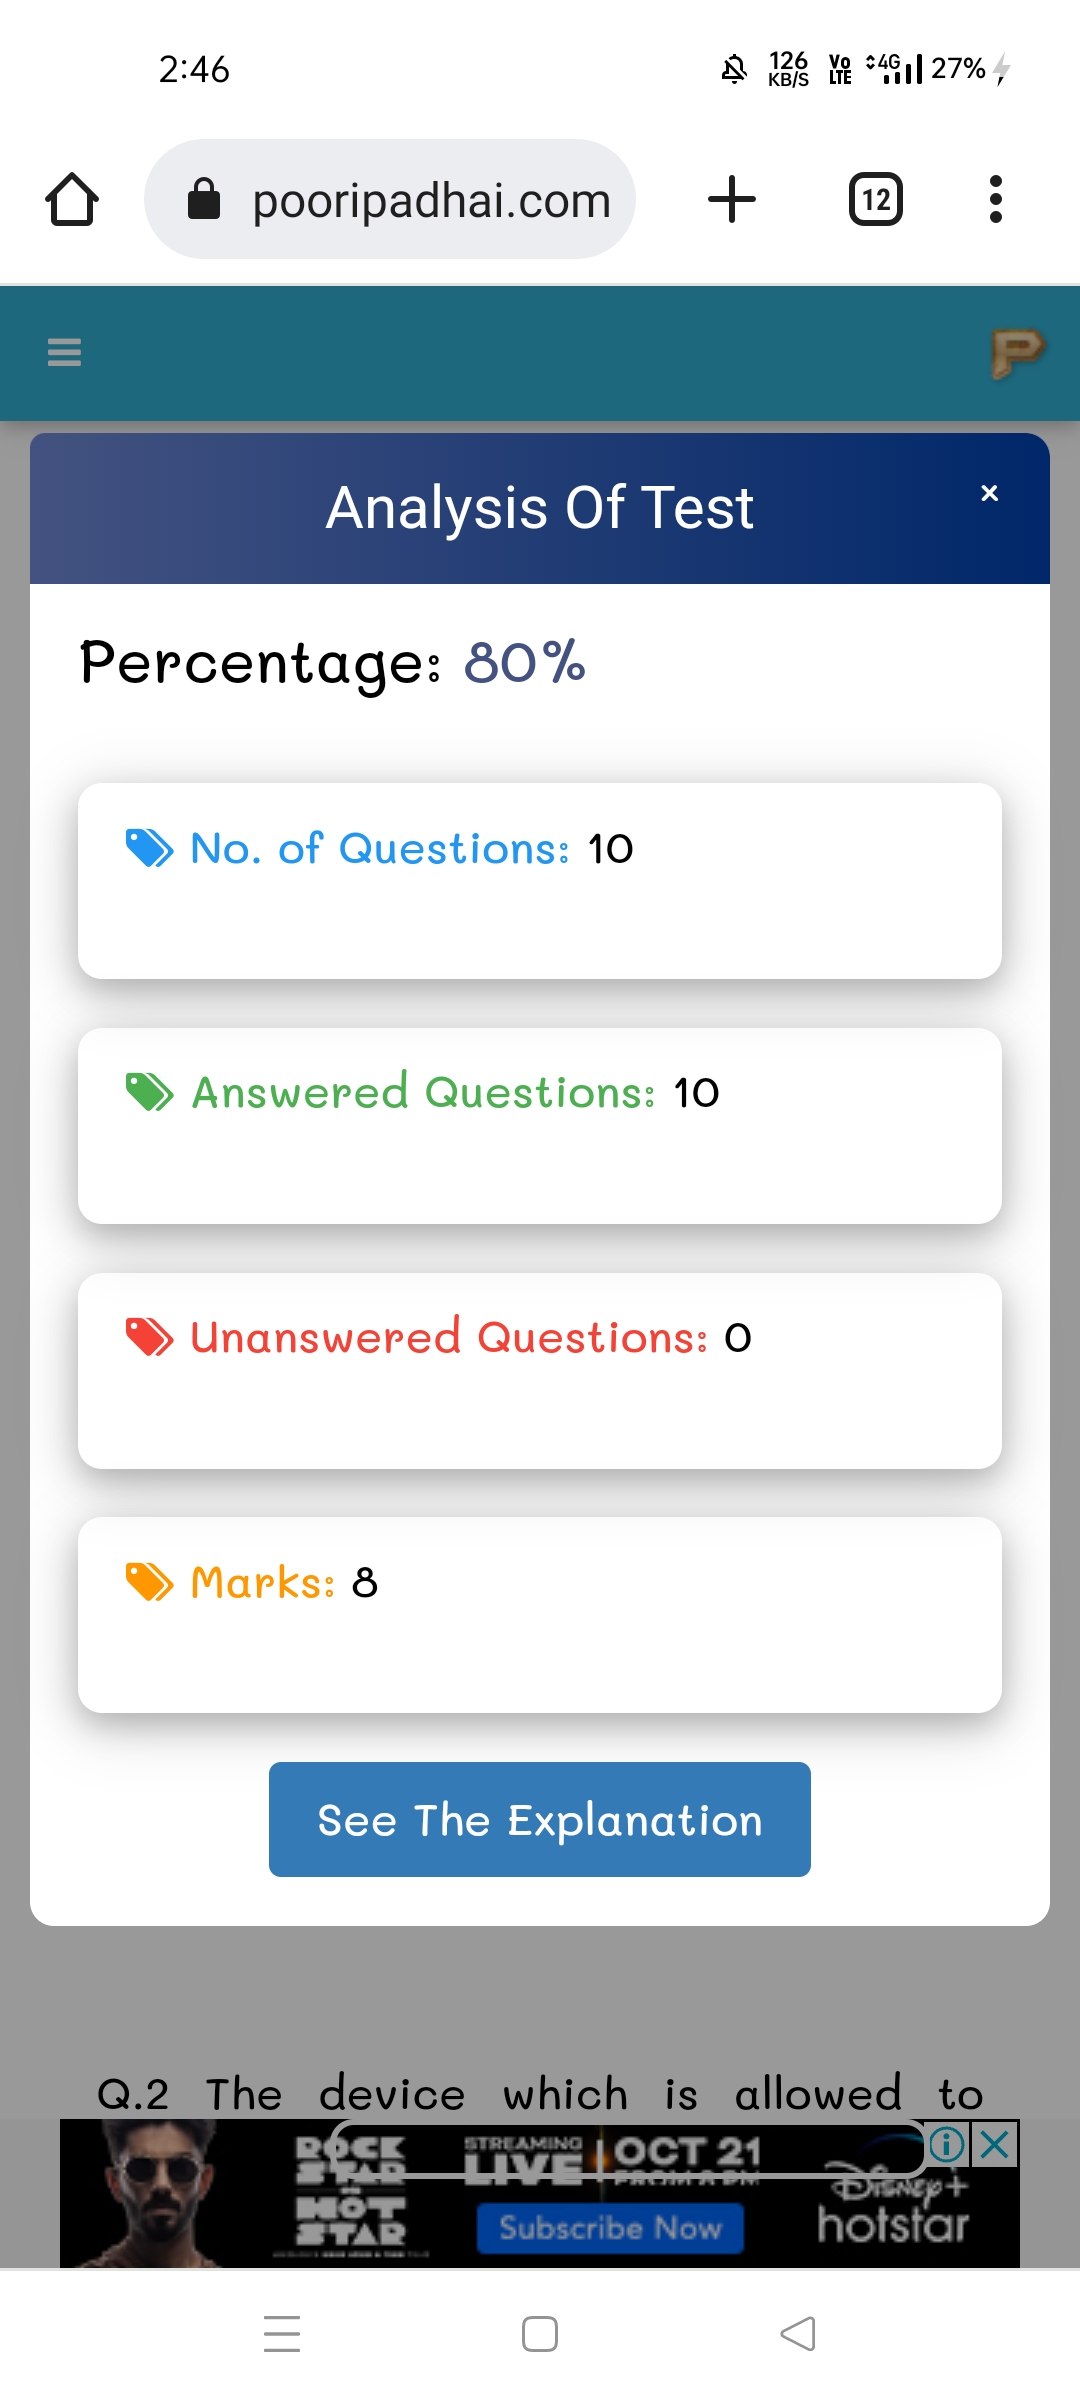 2:46
126
KB/S
Vo
LTE
4G
27%
pooripadhai.com
12
P
Analysis Of Test
×
Percentage: 80%
No. of Questions: 10
Answered Questions: 10
Unanswered Questions: 0
Marks: 8
See The Explanation
Q.2 The device which is allowed to
ROCK
STAR
HOT
STAR
STREAMING
LIVE
OCT 21
FROM 8 PM
Subscribe Now
Disney+
hotstar